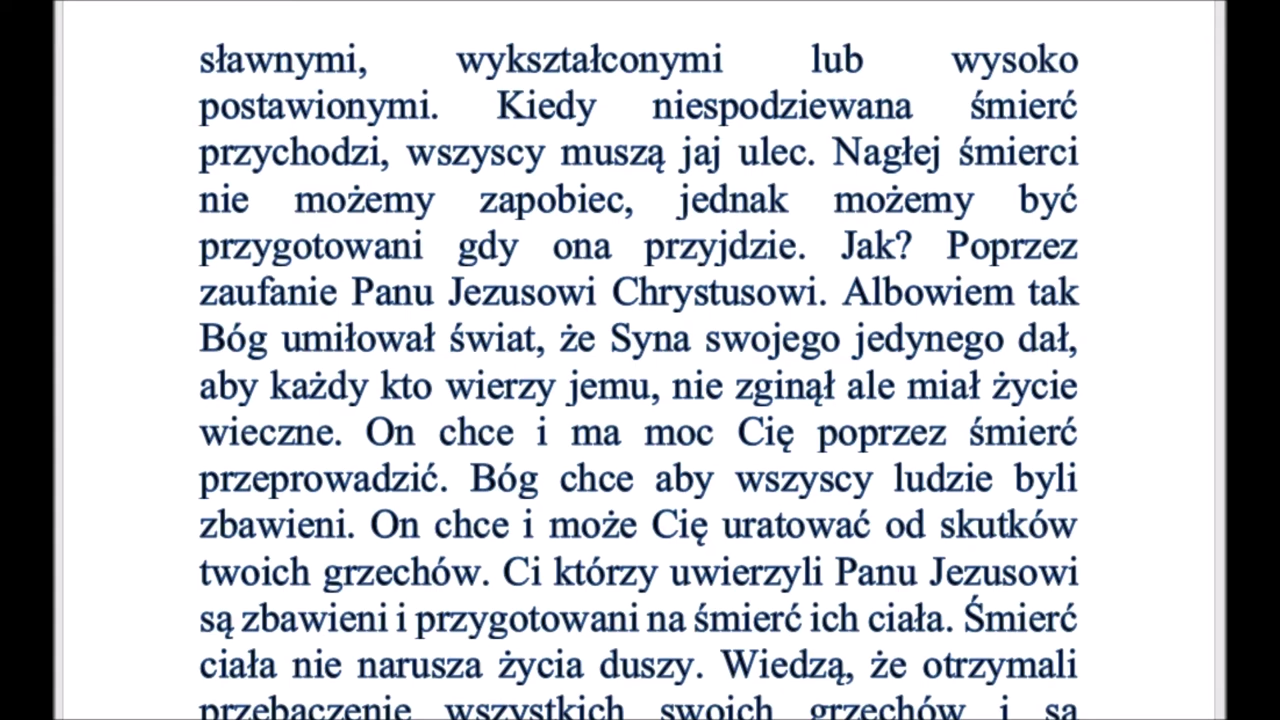 sławnymi, wykształconymi lub wysoko
postawionymi. Kiedy niespodziewana śmierć
przychodzi, wszyscy muszą jaj ulec. Nagłej śmierci
nie możemy zapobiec, jednak możemy być
przygotowani gdy ona przyjdzie. Jak? Poprzez
zaufanie Panu Jezusowi Chrystusowi. Albowiem tak
Bóg umiłował świat, że Syna swojego jedynego dał,
aby każdy kto wierzy jemu, nie zginął ale miał życie
wieczne. On chce i ma moc Cię poprzez śmierć
przeprowadzić. Bóg chce aby wszyscy ludzie byli
zbawieni. On chce i może Cię uratować od skutków
twoich grzechów. Ci którzy uwierzyli Panu Jezusowi
są zbawieni i przygotowani na śmierć ich ciała. Śmierć
ciała nie narusza życia duszy. Wiedzą, że otrzymali
przebaczenie wszystkich swoich grzechów i są